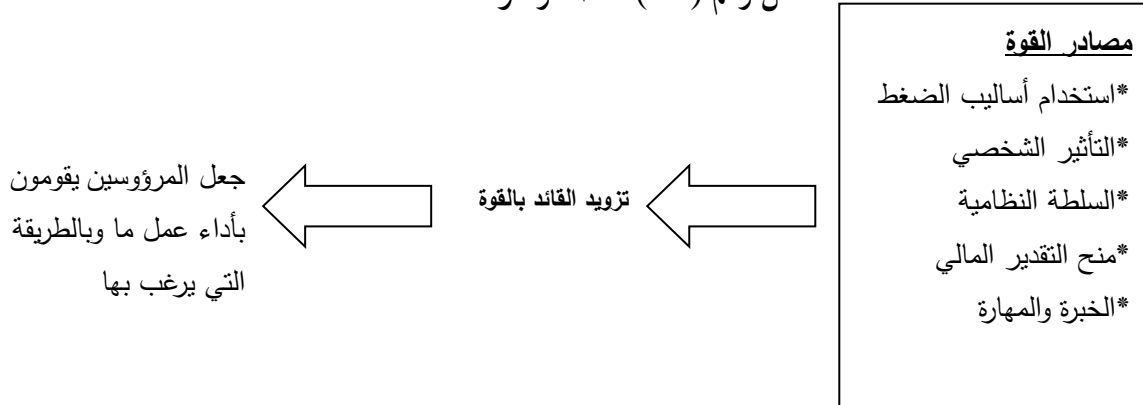 مصادر القوة
*استخدام أساليب الضغط
*التأثير الشخصي
*السلطة النظامية
*منح التقدير المالي
*الخبرة والمهارة
تزويد القائد بالقوة
جعل المرؤوسين يقومون
بأداء عمل ما وبالطريقة
التي يرغب بها